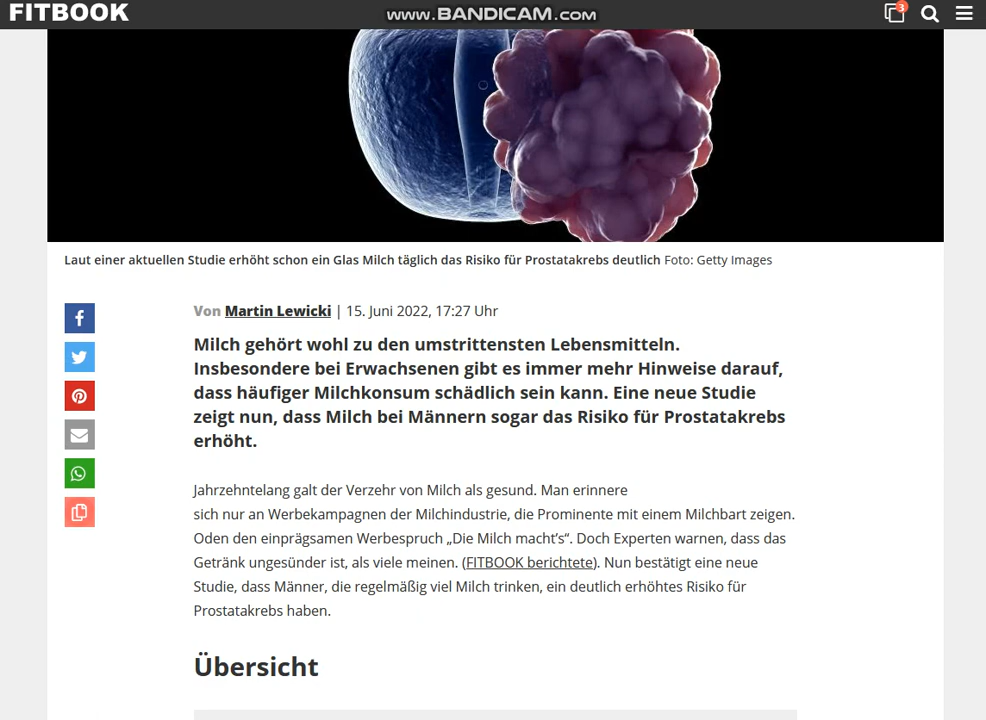 FITBOOK
www.BANDICAM.com
3
Laut einer aktuellen Studie erhöht schon ein Glas Milch täglich das Risiko für Prostatakrebs deutlich Foto: Getty Images
Von Martin Lewicki | 15. Juni 2022, 17:27 Uhr
Milch gehört wohl zu den umstrittensten Lebensmitteln.
Insbesondere bei Erwachsenen gibt es immer mehr Hinweise darauf,
dass häufiger Milchkonsum schädlich sein kann. Eine neue Studie
zeigt nun, dass Milch bei Männern sogar das Risiko für Prostatakrebs
erhöht.
Jahrzehntelang galt der Verzehr von Milch als gesund. Man erinnere
sich nur an Werbekampagnen der Milchindustrie, die Prominente mit einem Milchbart zeigen.
Oden den einprägsamen Werbespruch „Die Milch macht's“. Doch Experten warnen, dass das
Getränk ungesünder ist, als viele meinen. (FITBOOK berichtete). Nun bestätigt eine neue
Studie, dass Männer, die regelmäßig viel Milch trinken, ein deutlich erhöhtes Risiko für
Prostatakrebs haben.
Übersicht